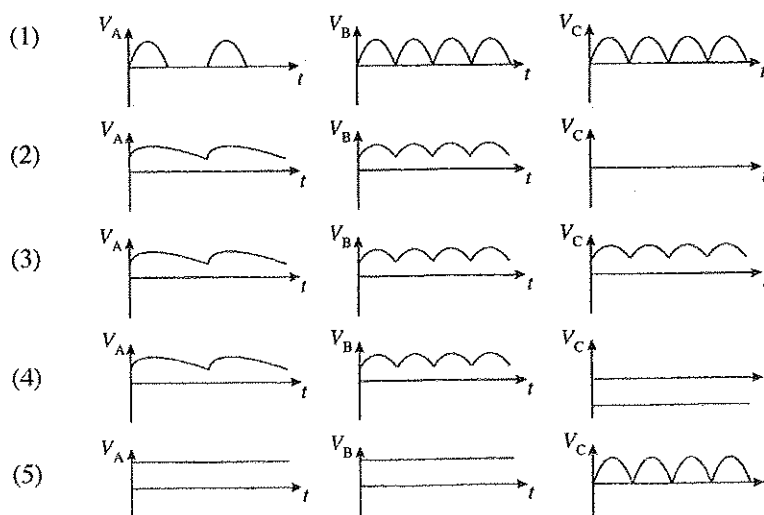 (1) V_A t V_B t V_C t
(2) V_A t V_B t V_C t
(3) V_A t V_B t V_C
(4) V_A t V_B t V_C
(5) V_A t V_B t V_C t